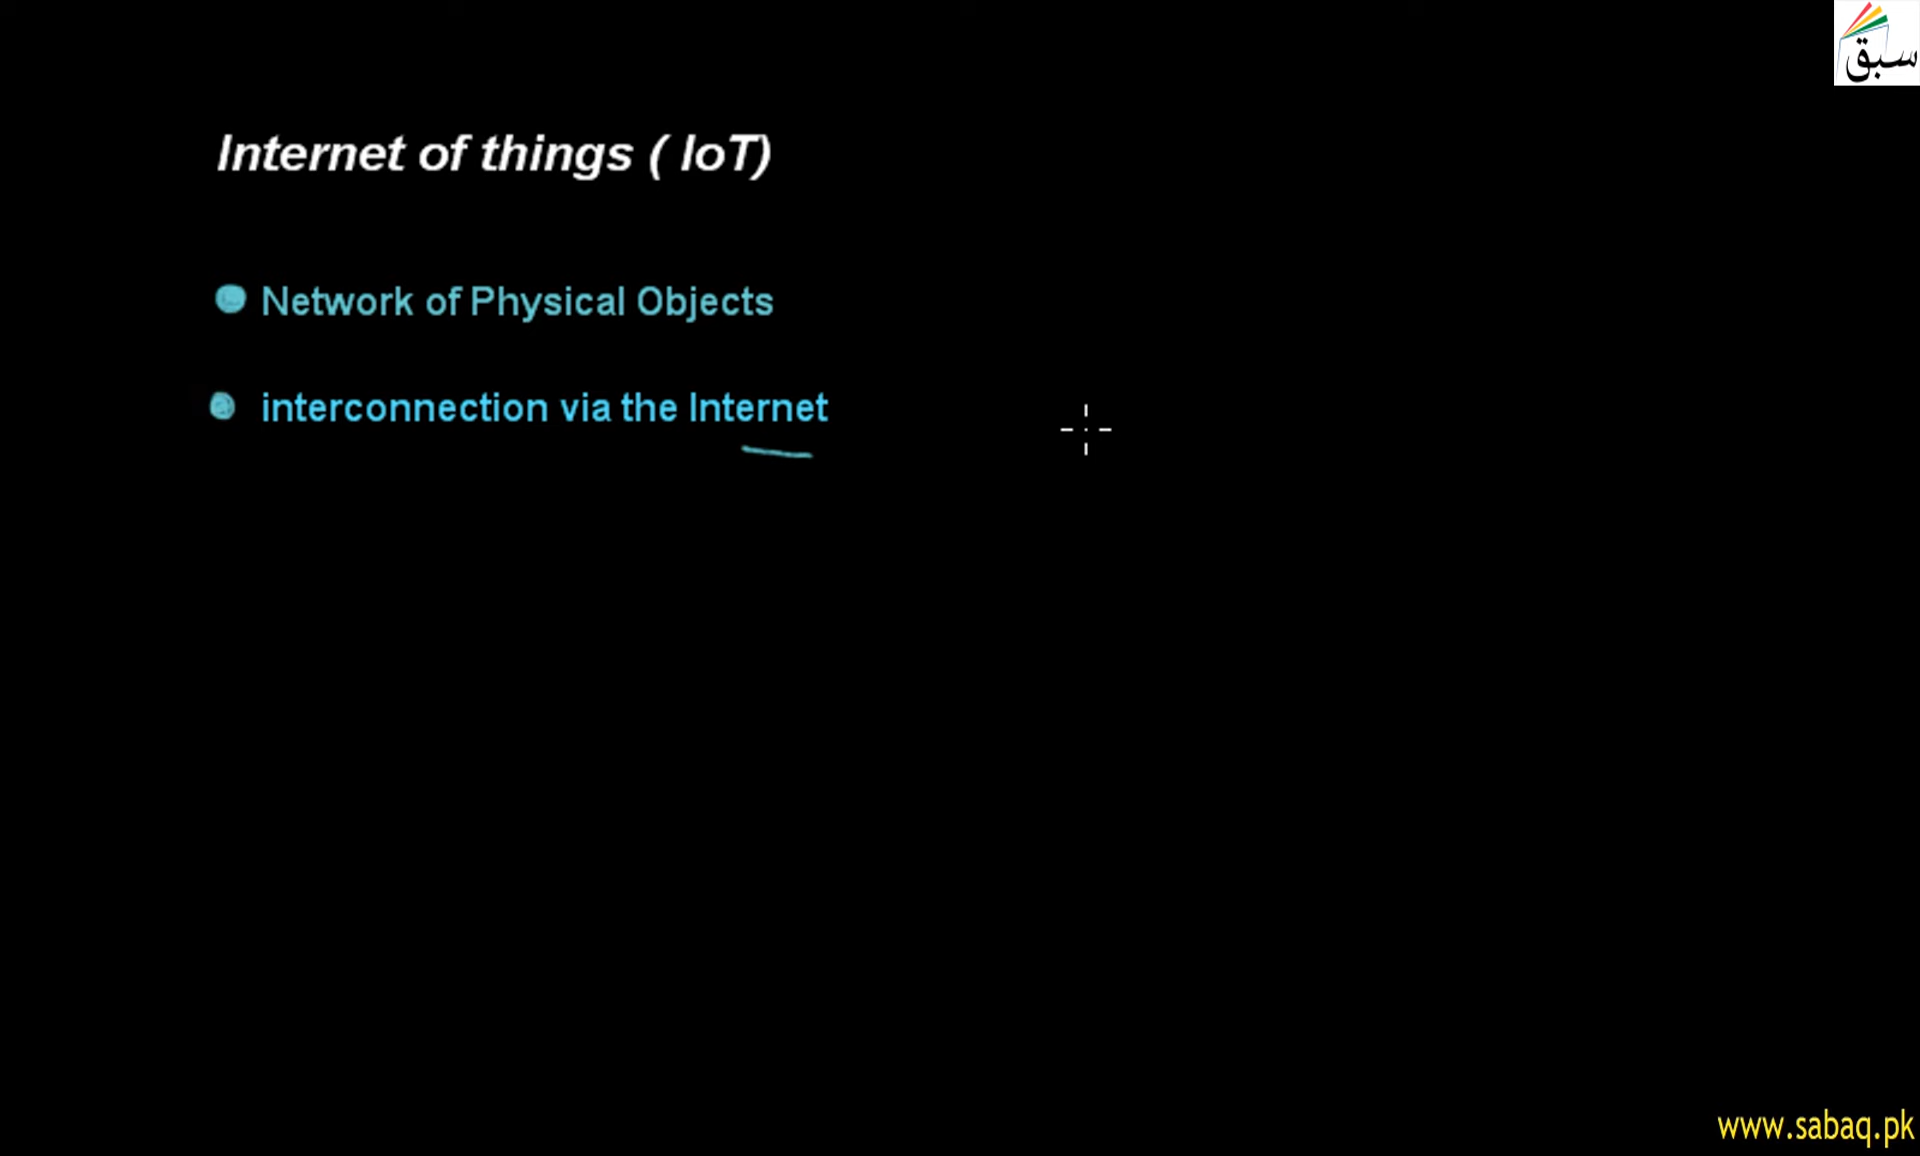 سبق
Internet of things ( IoT)
Network of Physical Objects
interconnection via the Internet
www.sabaq.pk